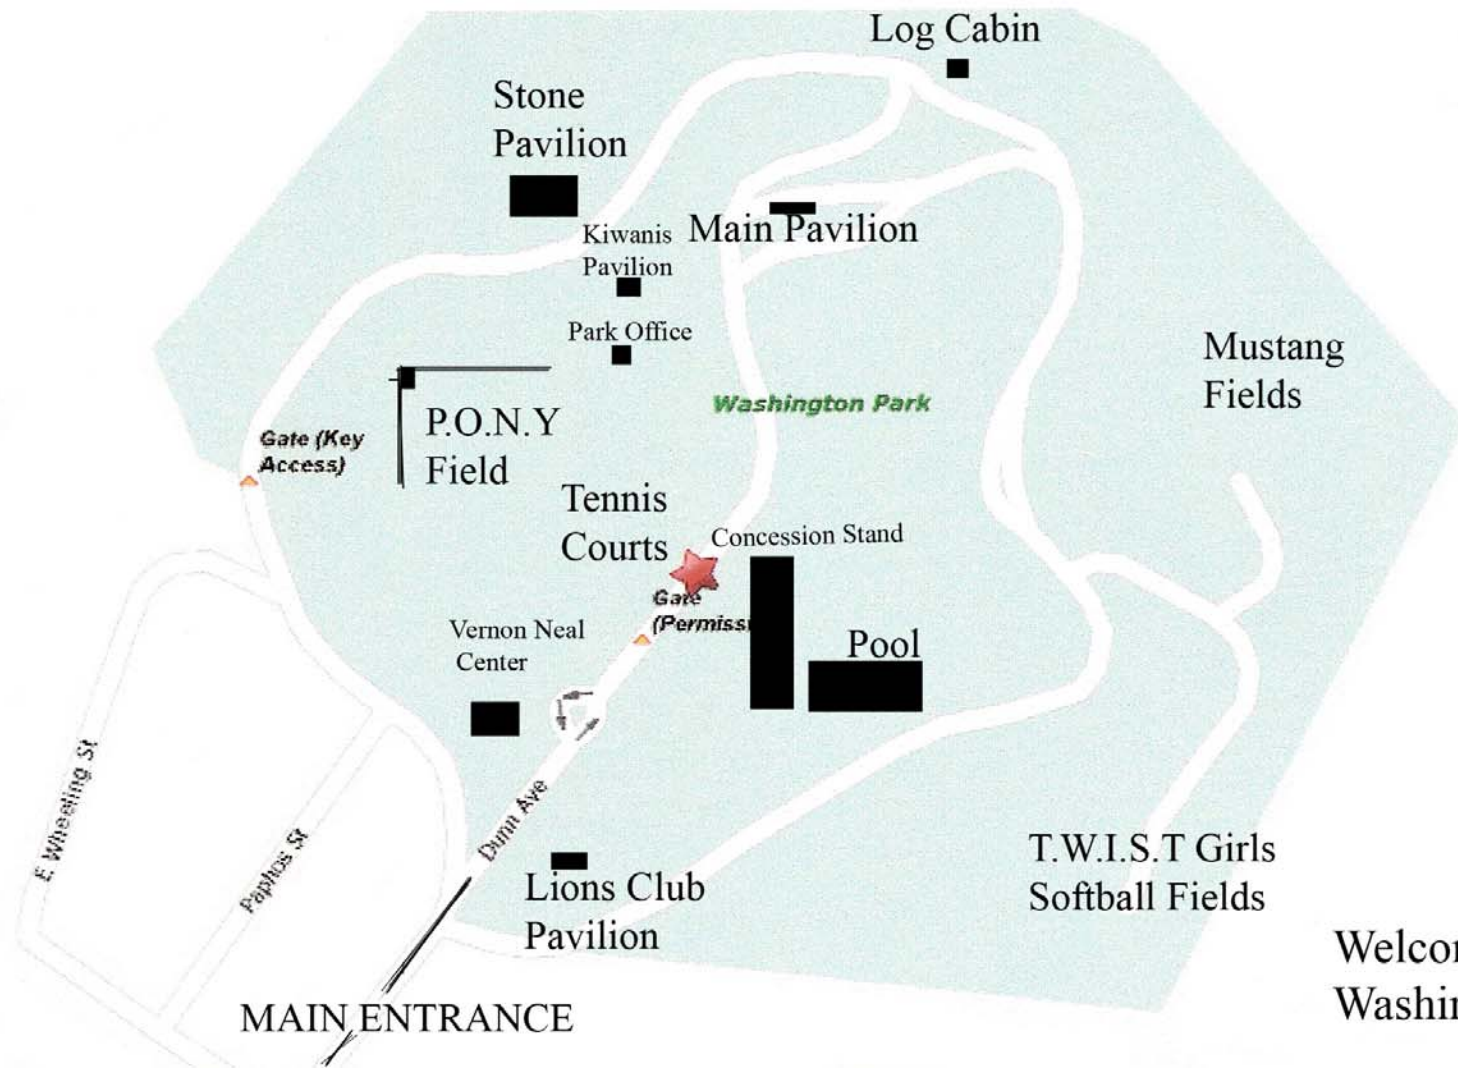 Log Cabin
Stone
Pavilion
Kiwanis
Pavilion
Main Pavilion
Park Office
Mustang
Fields
Washington Park
P.O.N.Y
Field
Gate (Key
Access)
Tennis
Courts
Concession Stand
Gate
Vernon Neal
Center
Pool
E Wheeling St
Paphos St
Dunn Ave
Lions Club
Pavilion
T.W.I.S.T Girls
Softball Fields
MAIN ENTRANCE